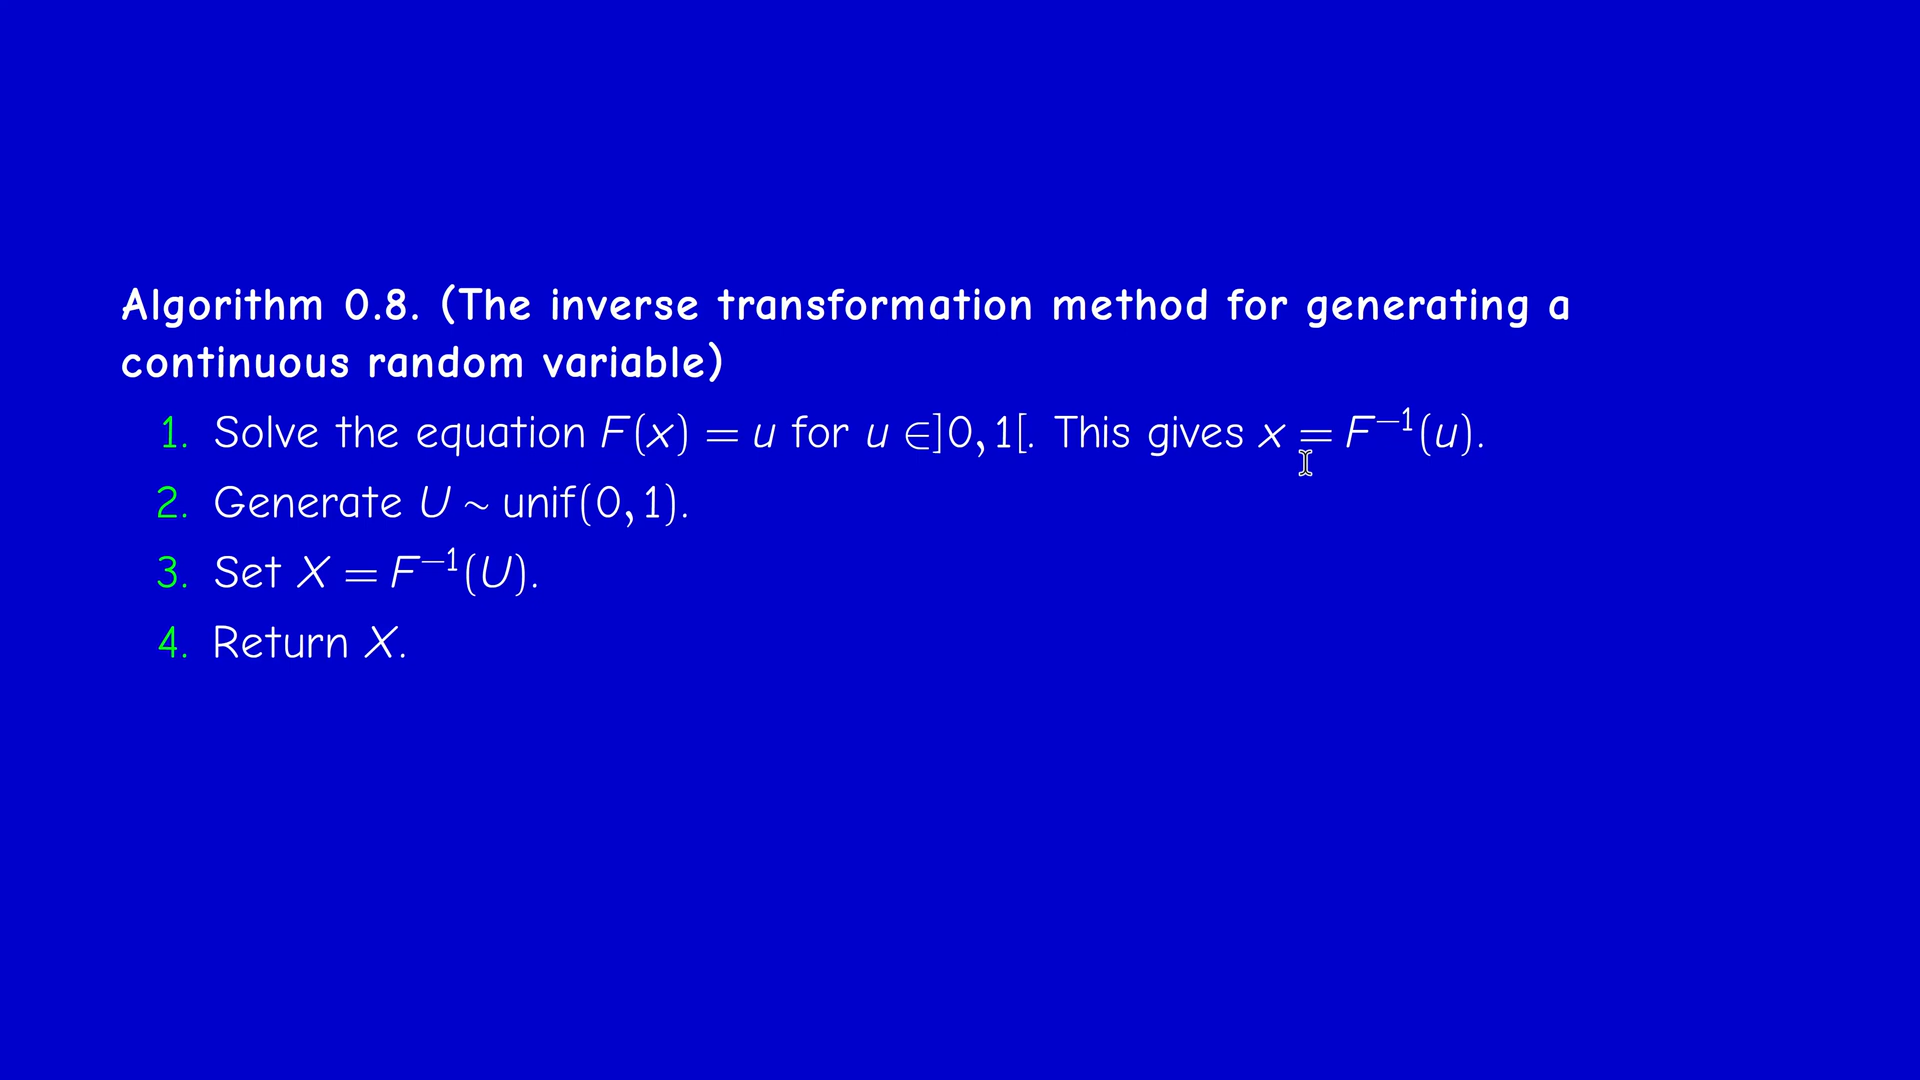 Algorithm 0.8. (The inverse transformation method for generating a
continuous random variable)
1. Solve the equation F(x) = u for u ∈]0, 1[. This gives x = F⁻¹(u).
2. Generate U ~ unif(0, 1).
3. Set X = F⁻¹(U).
4. Return X.